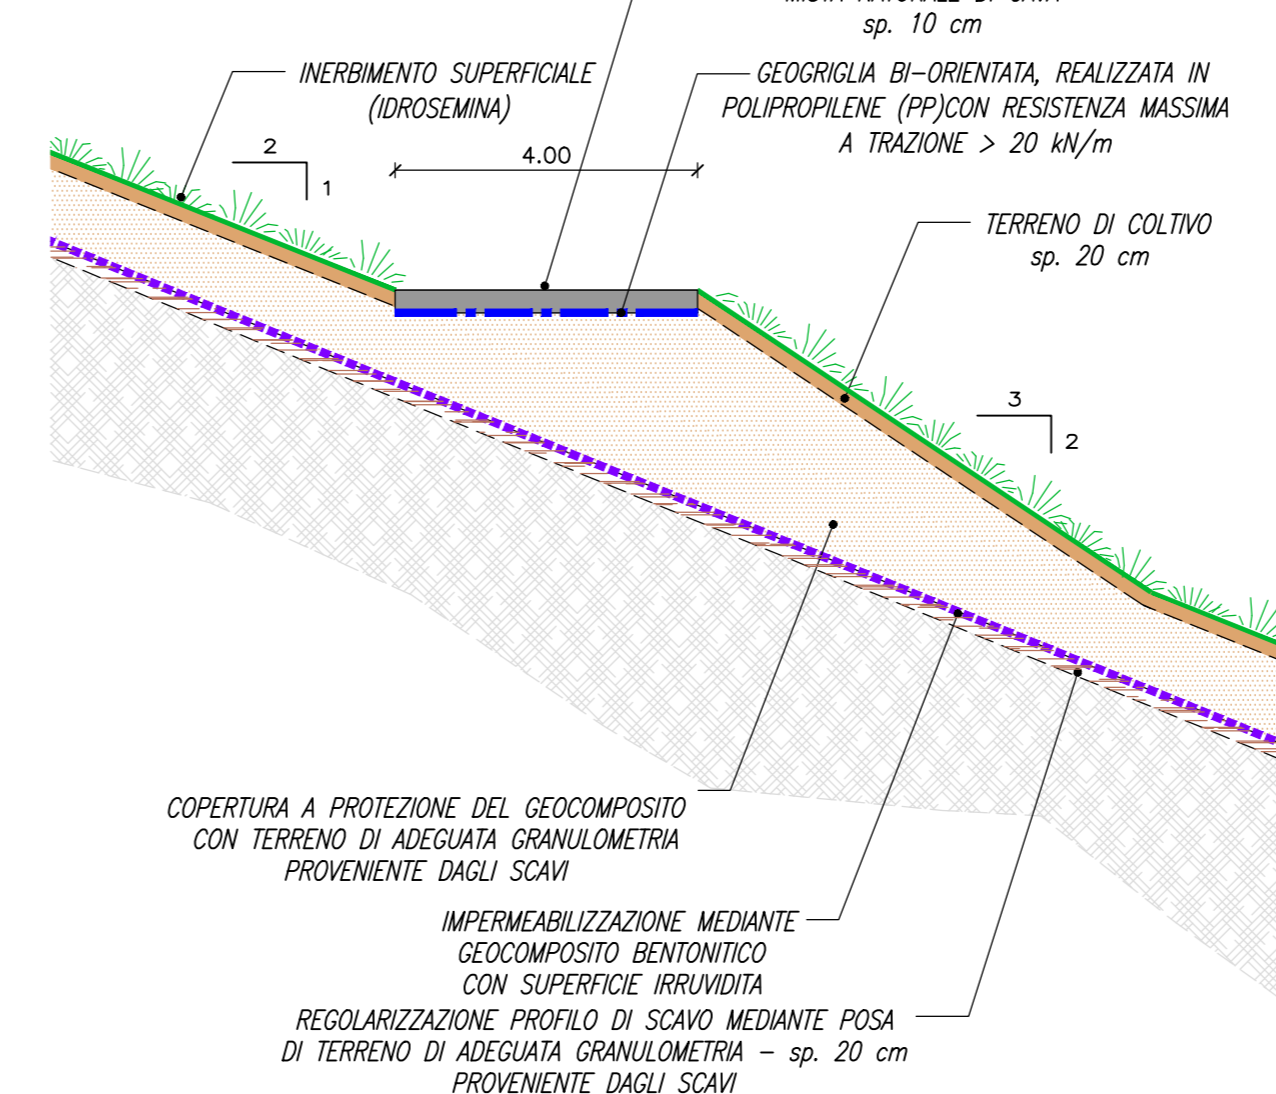 sp. 10 cm
INERBIMENTO SUPERFICIALE
(IDROSEMINA)
GEOGRIGLIA BI-ORIENTATA, REALIZZATA IN
POLIPROPILENE (PP)CON RESISTENZA MASSIMA
A TRAZIONE > 20 kN/m
2
1
4.00
TERRENO DI COLTIVO
sp. 20 cm
3
2
COPERTURA A PROTEZIONE DEL GEOCOMPOSITO
CON TERRENO DI ADEGUATA GRANULOMETRIA
PROVENIENTE DAGLI SCAVI
IMPERMEABILIZZAZIONE MEDIANTE
GEOCOMPOSITO BENTONITICO
CON SUPERFICIE IRRUVIDITA
REGOLARIZZAZIONE PROFILO DI SCAVO MEDIANTE POSA
DI TERRENO DI ADEGUATA GRANULOMETRIA - sp. 20 cm
PROVENIENTE DAGLI SCAVI